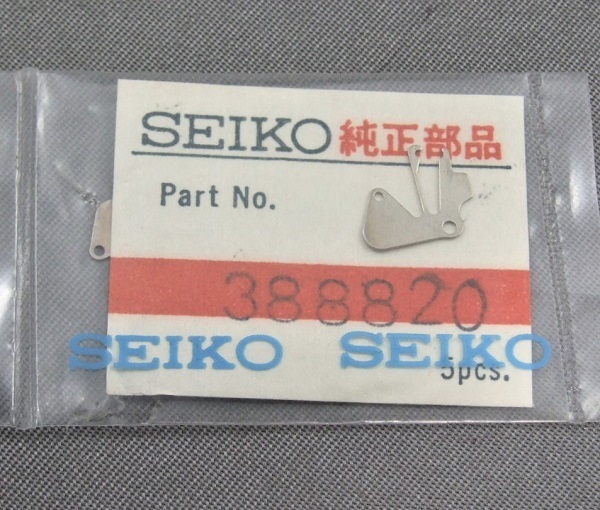 SEIKO 純正部品
Part No.
388820
SEIKO SEIKO
5pcs.